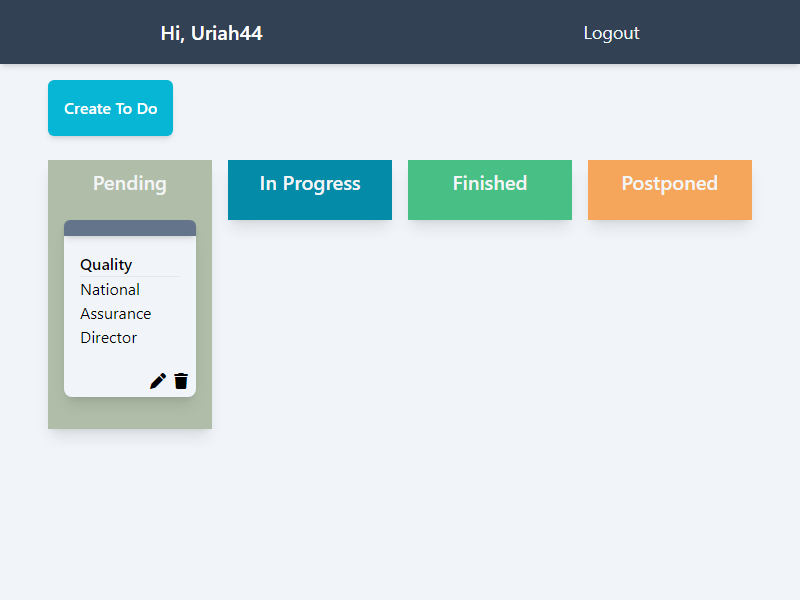 Hi, Uriah44
Logout
Create To Do
Pending
In Progress
Finished
Postponed
Quality
National
Assurance
Director